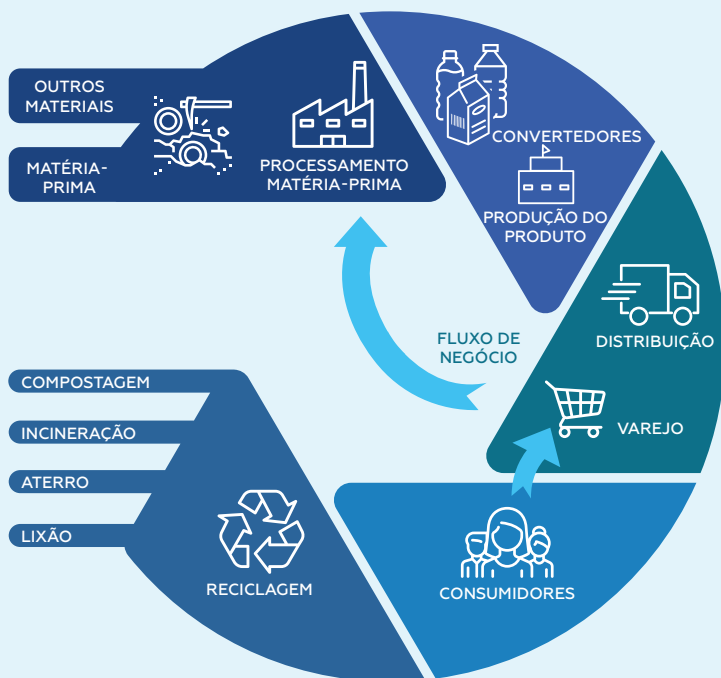 OUTROS
MATERIAIS
MATÉRIA-
PRIMA
PROCESSAMENTO
MATÉRIA-PRIMA
CONVERTEDORES
PRODUÇÃO DO
PRODUTO
DISTRIBUIÇÃO
VAREJO
FLUXO DE
NEGÓCIO
CONSUMIDORES
RECICLAGEM
COMPOSTAGEM
INCINERAÇÃO
ATERRO
LIXÃO